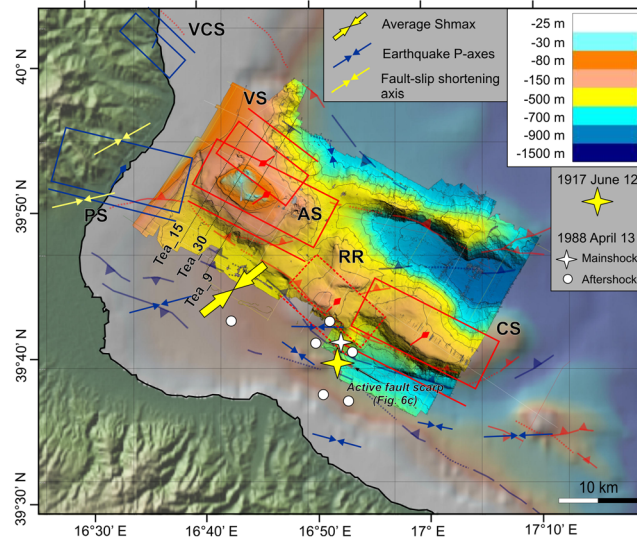 VCS
Average Shmax
Earthquake P-axes
Fault-slip shortening
axis
-25 m
-30 m
-80 m
-150 m
-500 m
-700 m
-900 m
-1500 m
1917 June 12
1988 April 13
Mainshock
Aftershock
40° N
39°50' N
39°40' N
39°30' N
VS
AS
PS
RR
CS
Tea_15
Tea_30
Tea_9
Active fault scarp
(Fig. 6c)
10 km
16°30' E
16°40' E
16°50' E
17° E
17°10' E